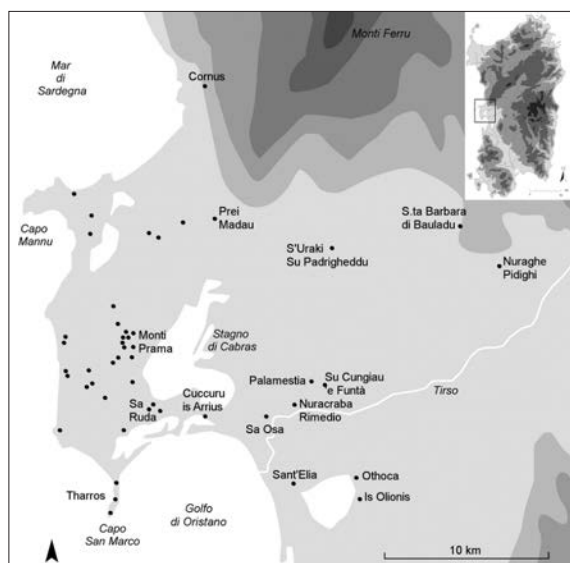 Monti Ferru
Mar
di
Sardegna
Cornus
Capo
Mannu
Prei
Madau
S.ta Barbara
di Bauladu
S'Uraki
Su Padrigheddu
Nuraghe
Pidighi
Monti
Prama
Stagno
di Cabras
Palamestia
Su Cungiau
e Funtà
Tirso
Sa
Ruda
Cuccuru
is Arrius
Nuracraba
Rimedio
Sa Osa
Sant'Elia
Othoca
Is Olionis
Tharros
Golfo
di Oristano
Capo
San Marco
10 km